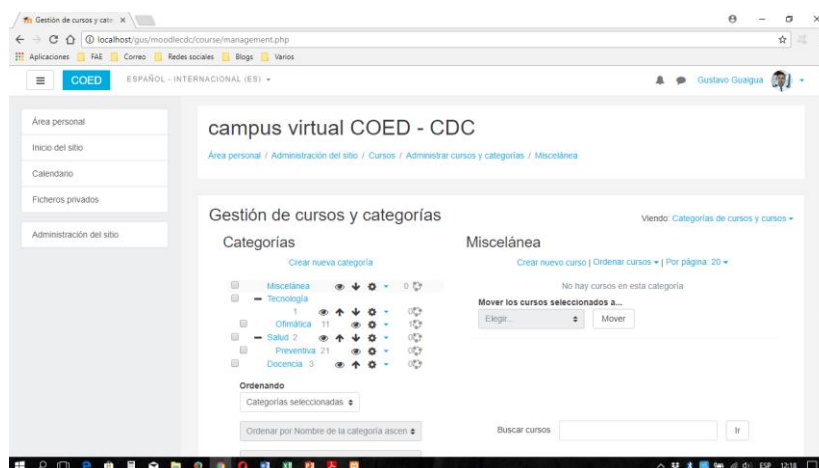 Gestión de cursos y cate
localhost/gus/moodlecdc/course/management.php
Aplicaciones FAE Correo Redes sociales Blogs Varios
COED ESPAÑOL - INTERNACIONAL (ES) Gustavo Guaigua
Área personal
Inicio del sitio
Calendario
Ficheros privados
Administración del sitio
campus virtual COED - CDC
Área personal / Administración del sitio / Cursos / Administrar cursos y categorías / Miscelánea
Gestión de cursos y categorías
Viendo: Categorías de cursos y cursos
Categorías
Crear nueva categoría
Miscelánea 0
Tecnología
1 0
Ofimática 11 1
Salud 2 0
Preventiva 21 0
Docencia 3 0
Ordenando
Categorías seleccionadas
Ordenar por Nombre de la categoría ascen
Miscelánea
Crear nuevo curso | Ordenar cursos | Por página: 20
No hay cursos en esta categoría
Mover los cursos seleccionados a...
Elegir... Mover
Buscar cursos Ir
ESP 12:18